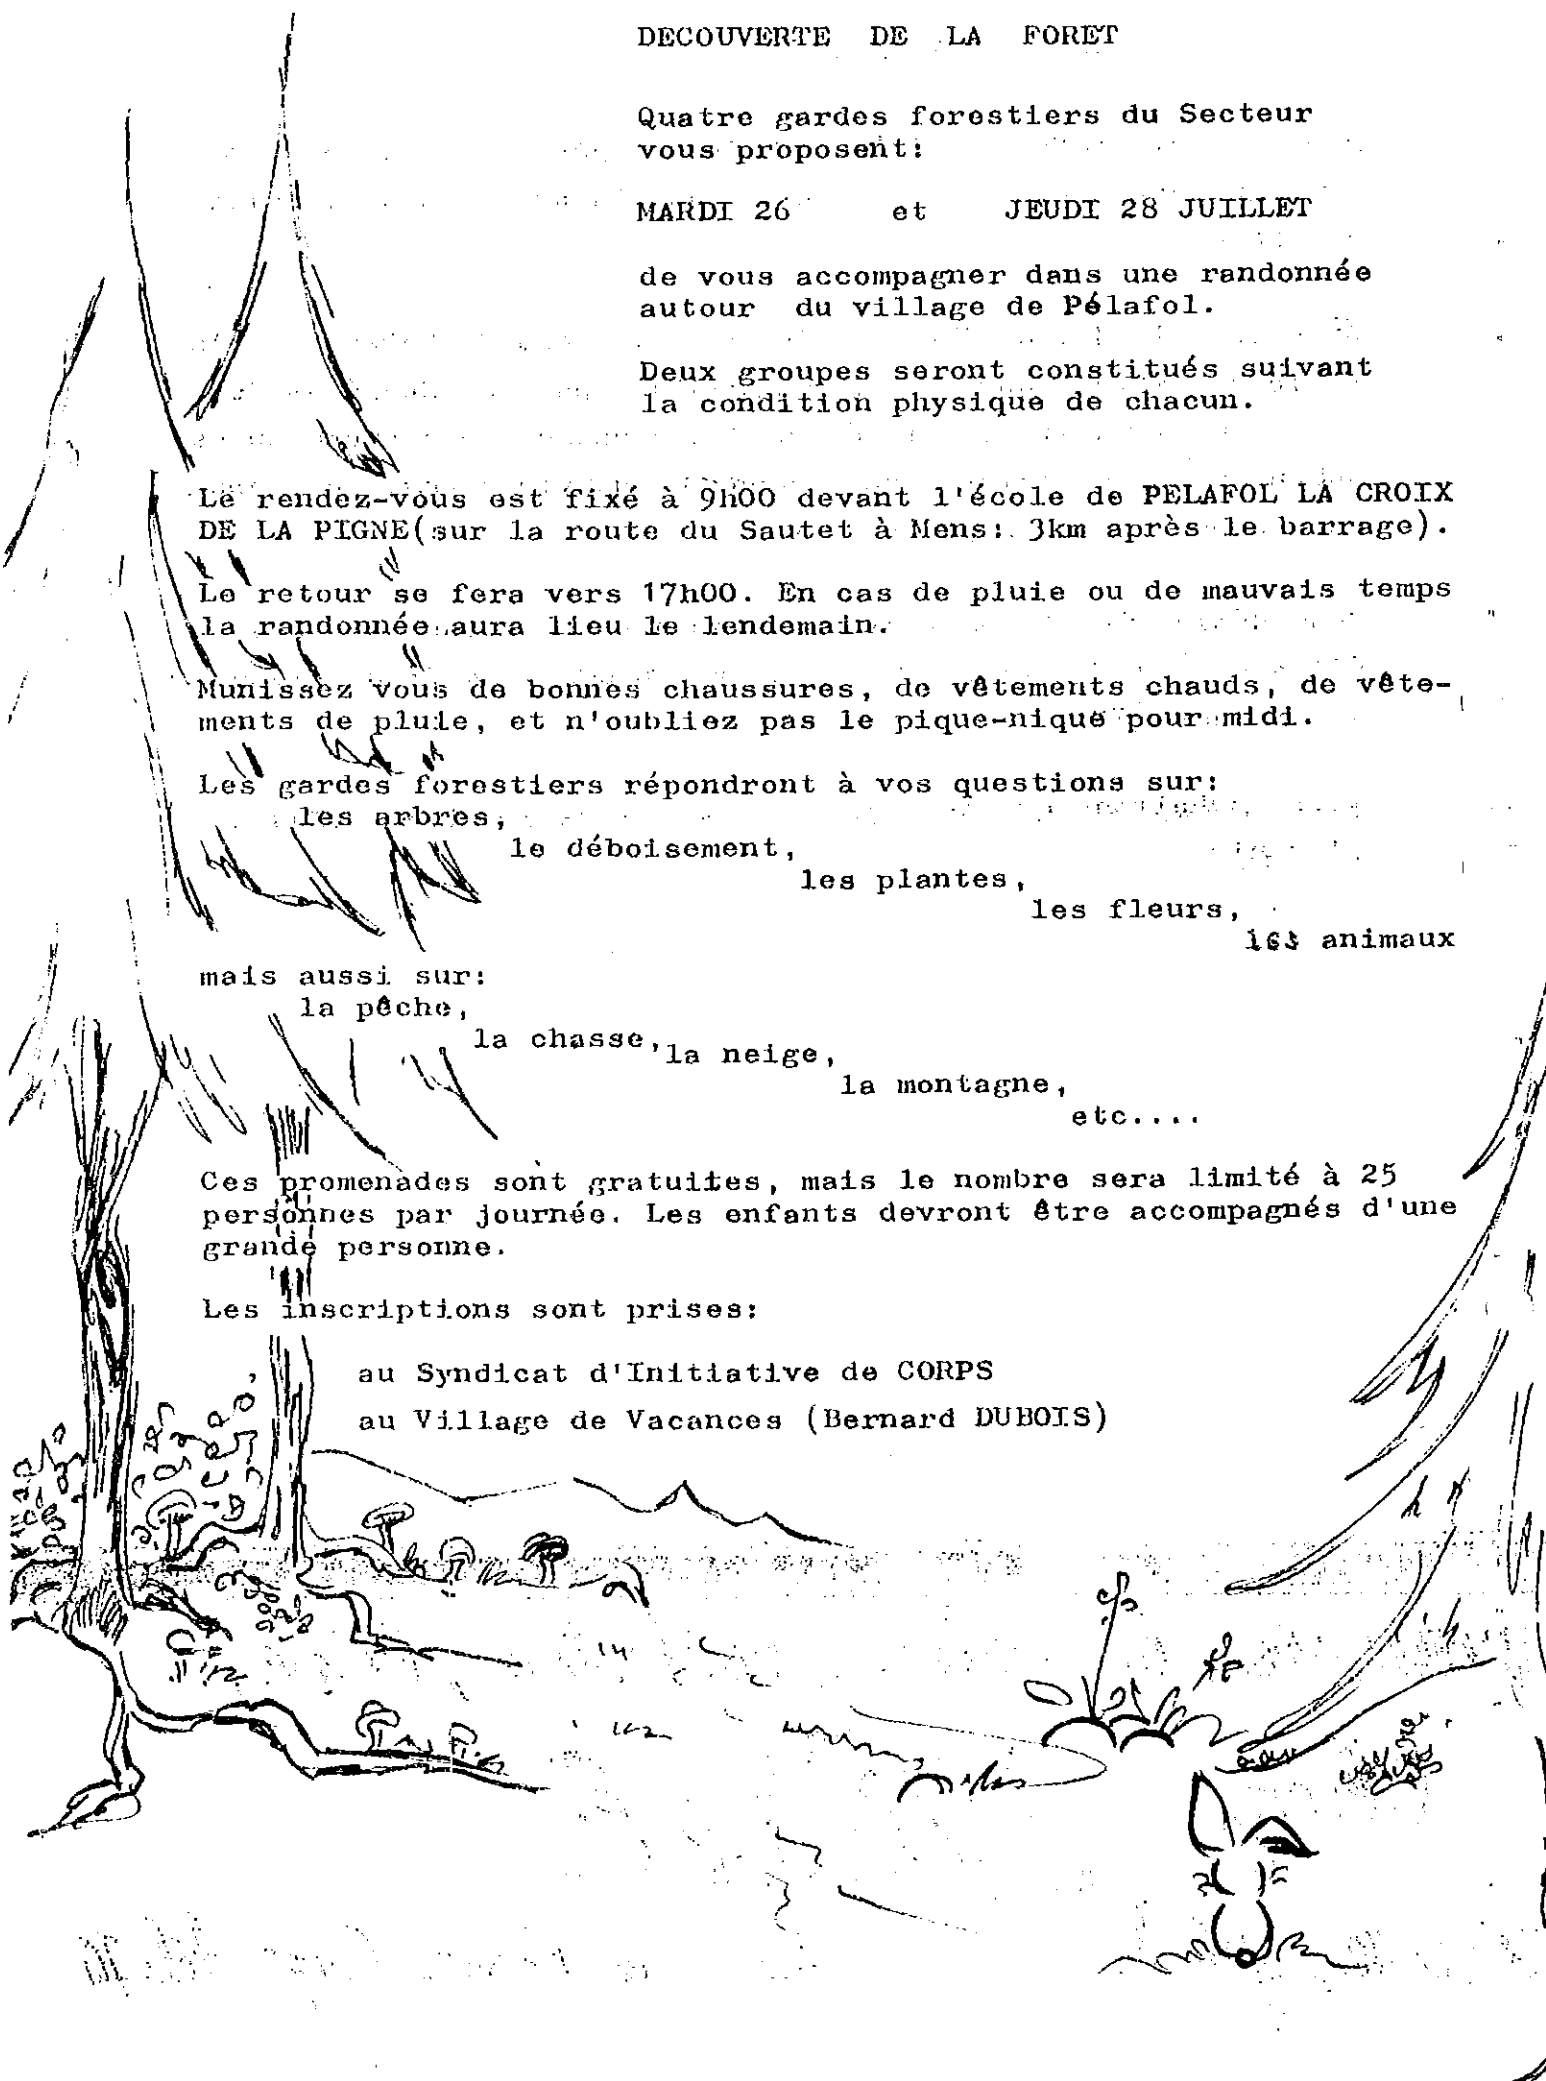 DECOUVERTE DE LA FORET
Quatre gardes forestiers du Secteur
vous proposent:
MARDI 26 et JEUDI 28 JUILLET
de vous accompagner dans une randonnée
autour du village de Pélafol.
Deux groupes seront constitués suivant
la condition physique de chacun.
Le rendez-vous est fixé à 9h00 devant l'école de PELAFOL LA CROIX
DE LA PIGNE(sur la route du Sautet à Mens: 3km après le barrage).
Le retour se fera vers 17h00. En cas de pluie ou de mauvais temps
la randonnée aura lieu le lendemain.
Munissez vous de bonnes chaussures, de vêtements chauds, de vête-
ments de pluie, et n'oubliez pas le pique-nique pour midi.
Les gardes forestiers répondront à vos questions sur:
les arbres,
le déboisement,
les plantes,
les fleurs,
les animaux
mais aussi sur:
la pêche,
la chasse,
la neige,
la montagne,
etc....
Ces promenades sont gratuites, mais le nombre sera limité à 25
personnes par journée. Les enfants devront être accompagnés d'une
grande personne.
Les inscriptions sont prises:
au Syndicat d'Initiative de CORPS
au Village de Vacances (Bernard DUBOIS)